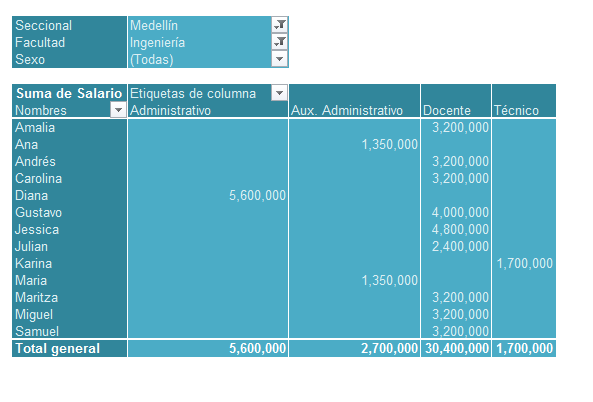 Seccional Medellín
Facultad Ingeniería
Sexo (Todas)
Suma de Salario Etiquetas de columna
Nombres Administrativo Aux. Administrativo Docente Técnico
Amalia 3,200,000
Ana 1,350,000
Andrés 3,200,000
Carolina 3,200,000
Diana 5,600,000
Gustavo 4,000,000
Jessica 4,800,000
Julian 2,400,000
Karina 1,700,000
Maria 1,350,000
Maritza 3,200,000
Miguel 3,200,000
Samuel 3,200,000
Total general 5,600,000 2,700,000 30,400,000 1,700,000